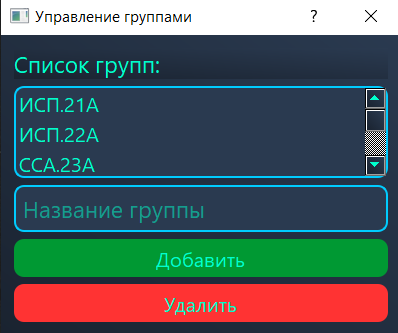 Управление группами
?
Список групп:
ИСП.21А
ИСП.22А
ССА.23А
Название группы
Добавить
Удалить